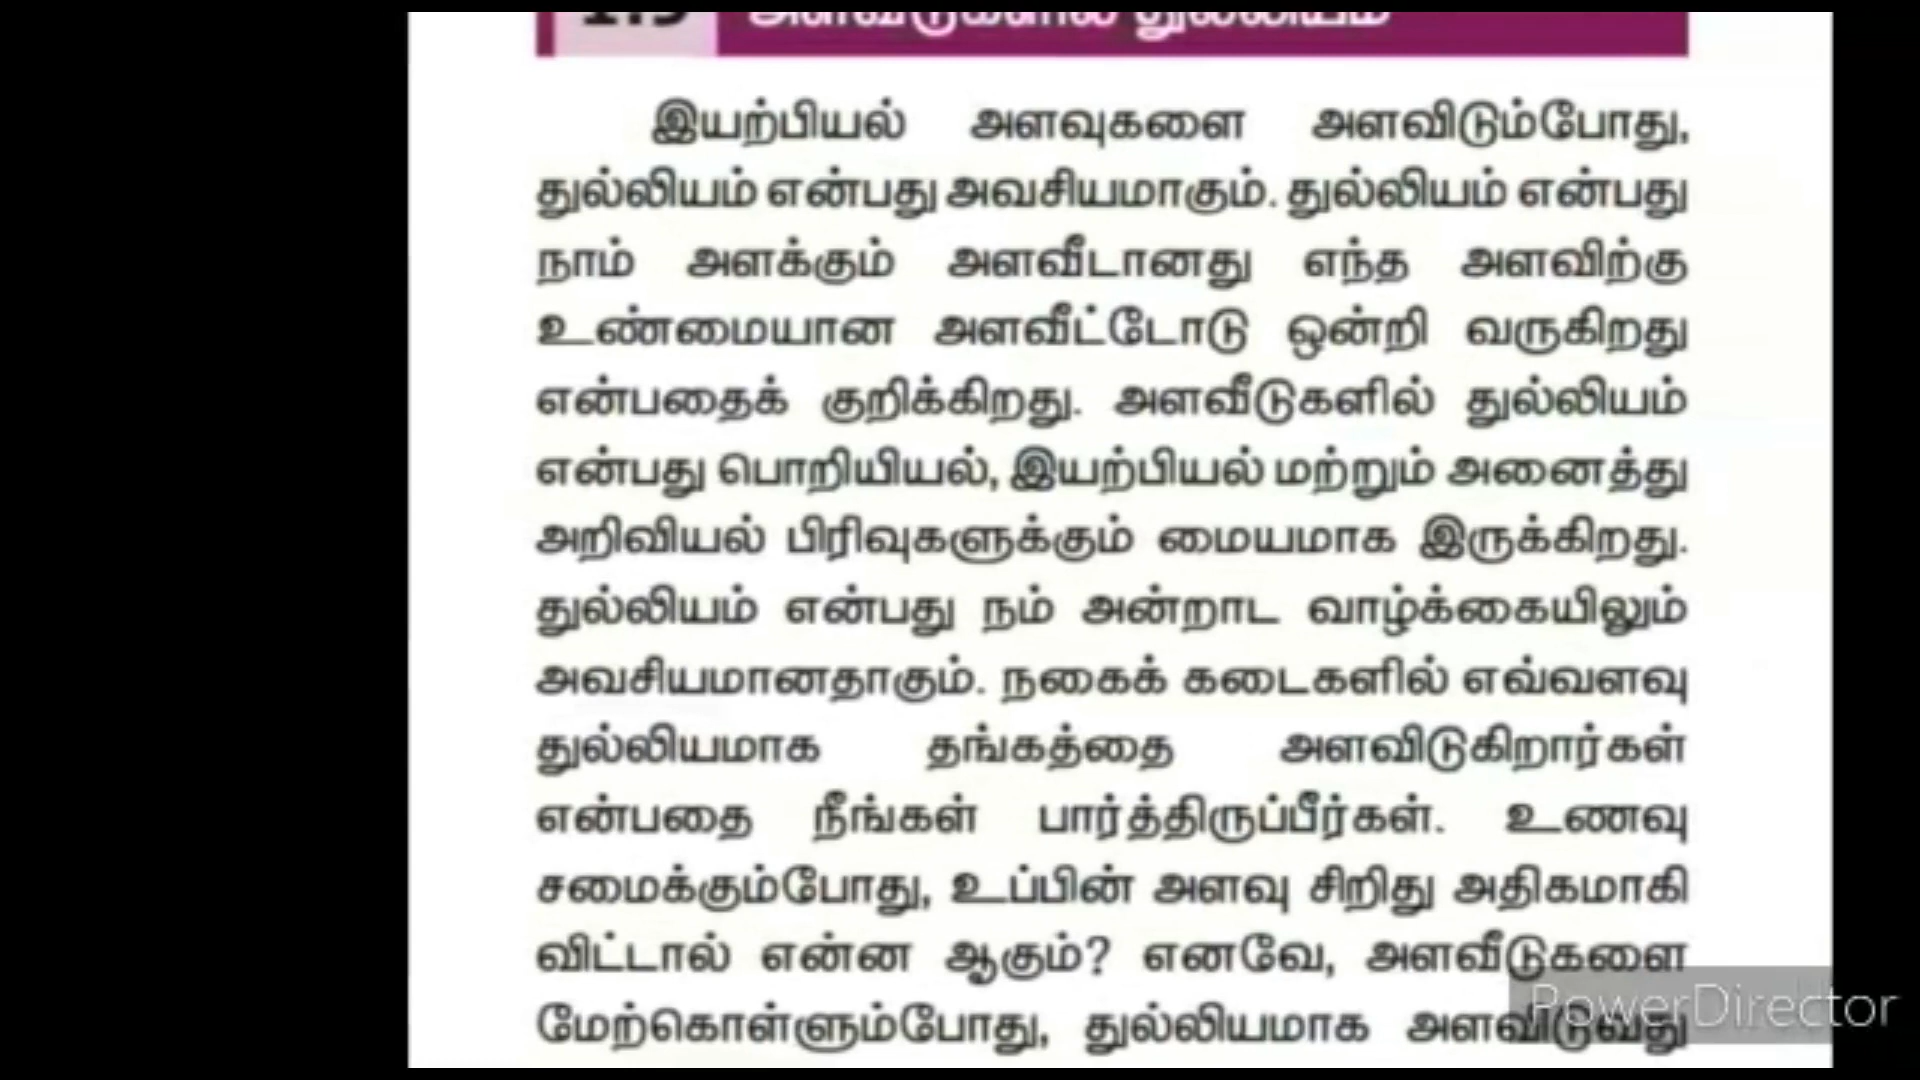 அளவீடுகளில் துல்லியம்
இயற்பியல் அளவுகளை அளவிடும்போது,
துல்லியம் என்பது அவசியமாகும். துல்லியம் என்பது
நாம் அளக்கும் அளவீடானது எந்த அளவிற்கு
உண்மையான அளவீட்டோடு ஒன்றி வருகிறது
என்பதைக் குறிக்கிறது. அளவீடுகளில் துல்லியம்
என்பது பொறியியல், இயற்பியல் மற்றும் அனைத்து
அறிவியல் பிரிவுகளுக்கும் மையமாக இருக்கிறது.
துல்லியம் என்பது நம் அன்றாட வாழ்க்கையிலும்
அவசியமானதாகும். நகைக் கடைகளில் எவ்வளவு
துல்லியமாக தங்கத்தை அளவிடுகிறார்கள்
என்பதை நீங்கள் பார்த்திருப்பீர்கள். உணவு
சமைக்கும்போது, உப்பின் அளவு சிறிது அதிகமாகி
விட்டால் என்ன ஆகும்? எனவே, அளவீடுகளை
மேற்கொள்ளும்போது, துல்லியமாக அளவிடுவது
PowerDirector